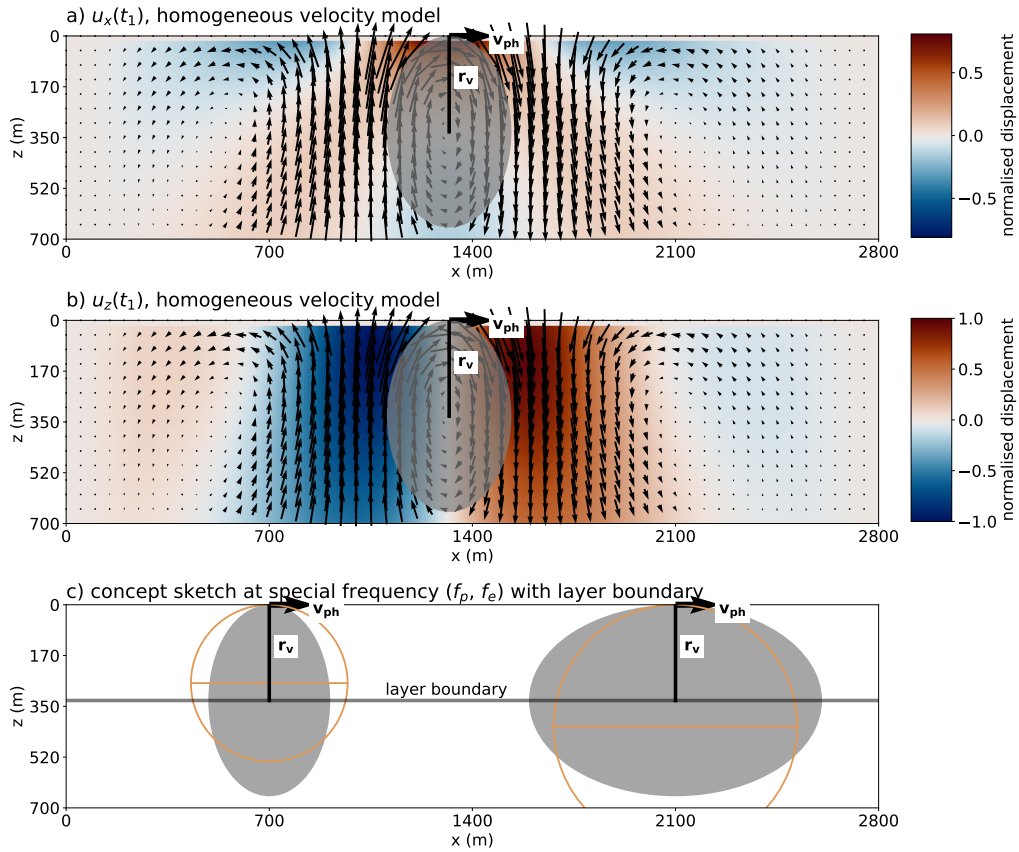 a) u_x(t_1), homogeneous velocity model
0
170
350
520
700
z (m)
v_ph
r_v
0
700
1400
2100
2800
x (m)
0.5
0.0
−0.5
normalised displacement
b) u_z(t_1), homogeneous velocity model
0
170
350
520
700
z (m)
v_ph
r_v
0
700
1400
2100
2800
x (m)
1.0
0.5
0.0
−0.5
−1.0
normalised displacement
c) concept sketch at special frequency (f_p, f_e) with layer boundary
0
170
350
520
700
z (m)
v_ph
r_v
v_ph
r_v
layer boundary
0
700
1400
2100
2800
x (m)